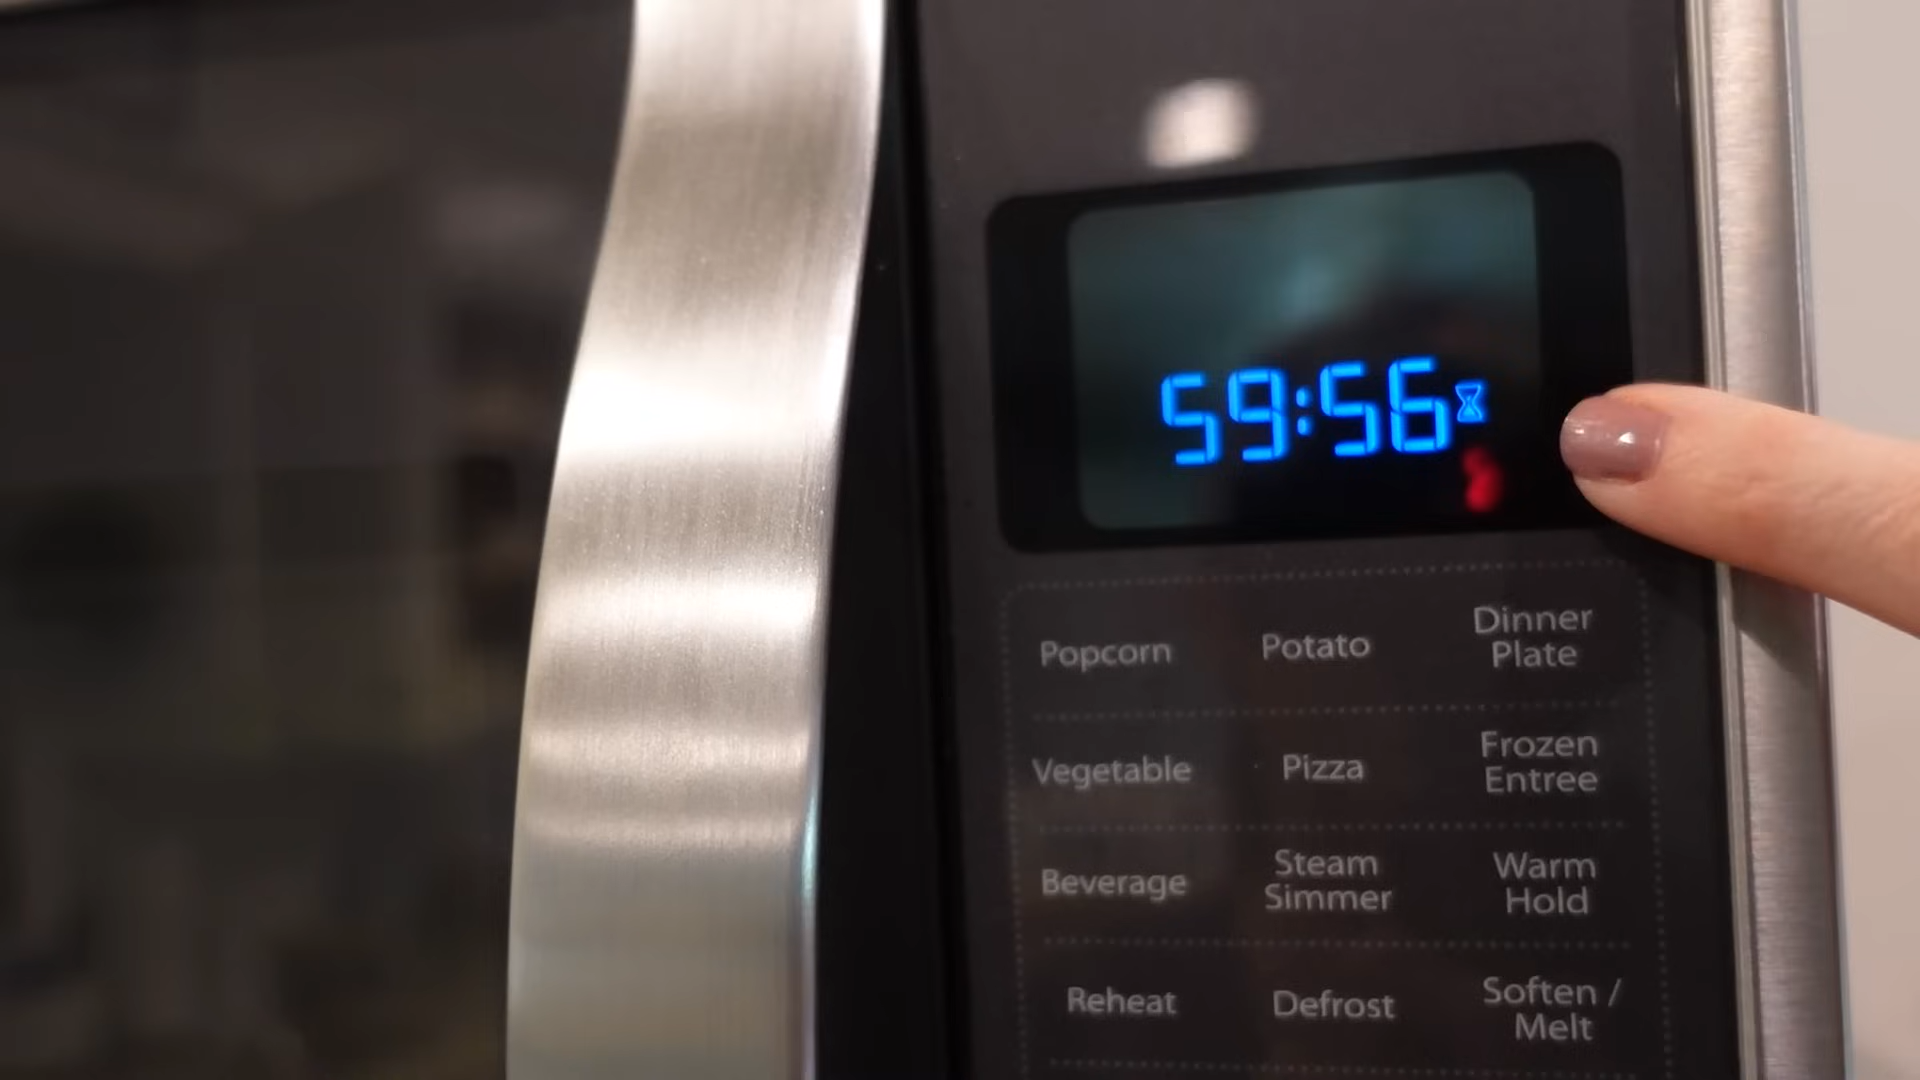 59:56
Popcorn
Potato
Dinner
Plate
Vegetable
Pizza
Frozen
Entree
Beverage
Steam
Simmer
Warm
Hold
Reheat
Defrost
Soften /
Melt